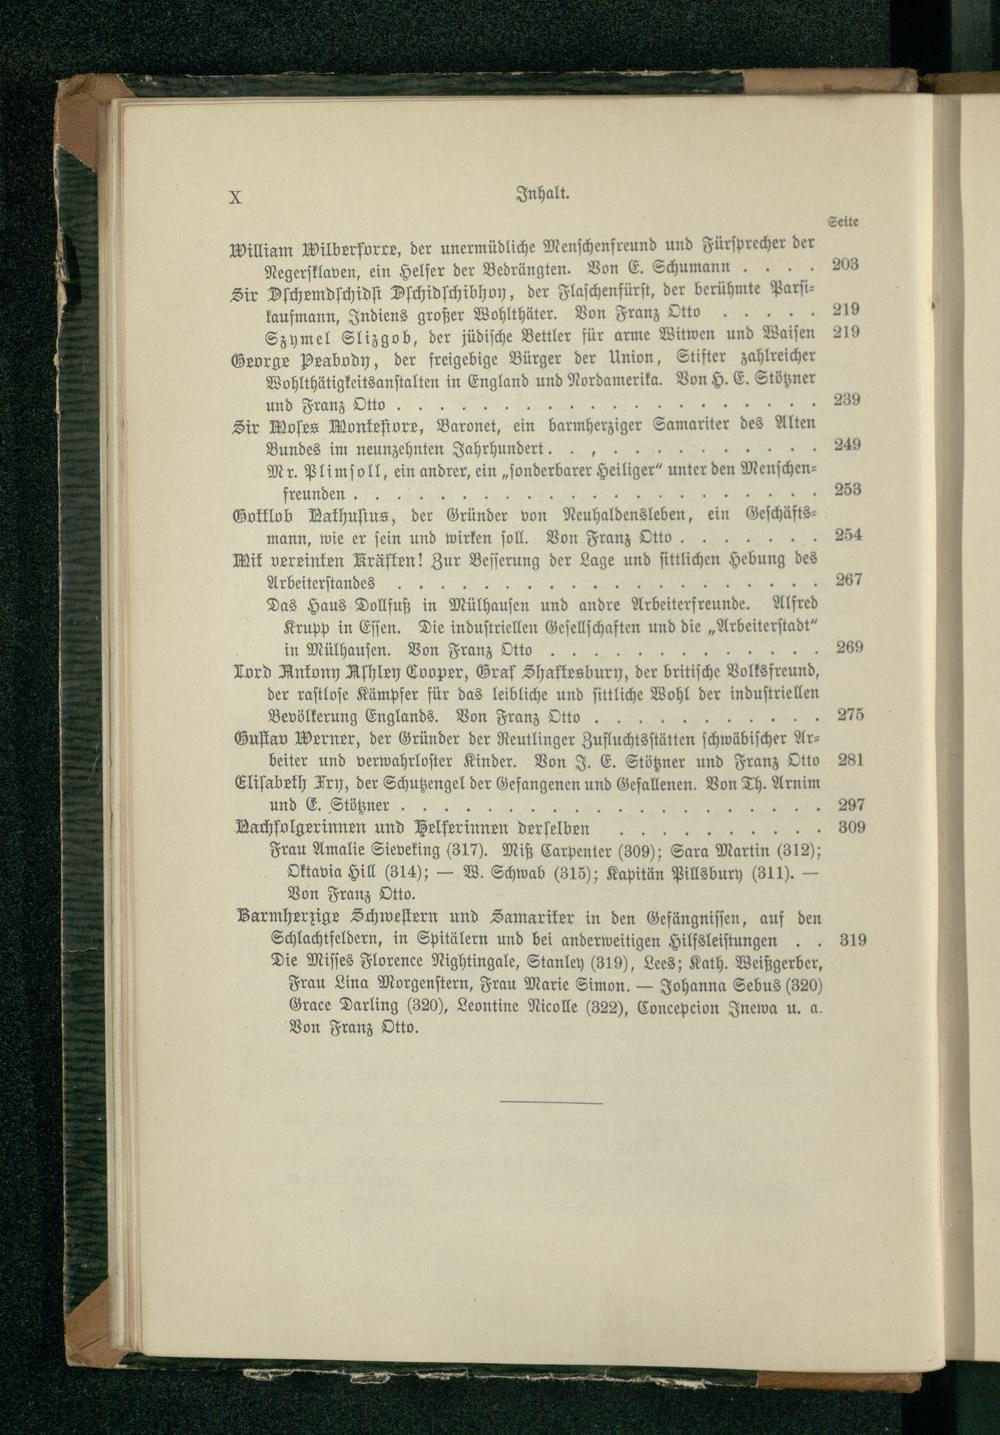 X
Inhalt.
Seite
William Wilberforce, der unermüdliche Menschenfreund und Fürsprecher der
Negersklaven, ein Helfer der Bedrängten. Von E. Schumann . . . . 203
Sir Dschemdschidsi Dschidschibhoy, der Flaschenfürst, der berühmte Parsi=
kaufmann, Indiens großer Wohlthäter. Von Franz Otto . . . . . 219
Szymel Slizgob, der jüdische Bettler für arme Witwen und Waisen 219
George Peabody, der freigebige Bürger der Union, Stifter zahlreicher
Wohlthätigkeitsanstalten in England und Nordamerika. Von H. E. Stötzner
und Franz Otto . . . . . . . . . . . . . . . . . . . 239
Sir Moses Montefiore, Baronet, ein barmherziger Samariter des Alten
Bundes im neunzehnten Jahrhundert . . , . . . . . . . . . . 249
Mr. Plimsoll, ein andrer, ein „sonderbarer Heiliger“ unter den Menschen=
freunden . . . . . . . . . . . . . . . . . . . . . 253
Gottlob Nathusius, der Gründer von Neuhaldensleben, ein Geschäfts=
mann, wie er sein und wirken soll. Von Franz Otto . . . . . . . 254
Mit vereinten Kräften! Zur Besserung der Lage und sittlichen Hebung des
Arbeiterstandes . . . . . . . . . . . . . . . . . . . 267
Das Haus Dollfuß in Mülhausen und andre Arbeiterfreunde. Alfred
Krupp in Essen. Die industriellen Gesellschaften und die „Arbeiterstadt“
in Mülhausen. Von Franz Otto . . . . . . . . . . . . . 269
Lord Antony Ashley Cooper, Graf Shaftesbury, der britische Volksfreund,
der rastlose Kämpfer für das leibliche und sittliche Wohl der industriellen
Bevölkerung Englands. Von Franz Otto . . . . . . . . . . . 275
Gustav Werner, der Gründer der Reutlinger Zufluchtsstätten schwäbischer Ar=
beiter und verwahrloster Kinder. Von J. E. Stötzner und Franz Otto 281
Elisabeth Fry, der Schutzengel der Gefangenen und Gefallenen. Von Th. Arnim
und E. Stötzner . . . . . . . . . . . . . . . . . . . 297
Nachfolgerinnen und Helferinnen derselben . . . . . . . . . 309
Frau Amalie Sieveking (317). Miß Carpenter (309); Sara Martin (312);
Oktavia Hill (314); — W. Schwab (315); Kapitän Pillsbury (311). —
Von Franz Otto.
Barmherzige Schwestern und Samariter in den Gefängnissen, auf den
Schlachtfeldern, in Spitälern und bei anderweitigen Hilfsleistungen . . 319
Die Misses Florence Nightingale, Stanley (319), Lees; Kath. Weißgerber,
Frau Lina Morgenstern, Frau Marie Simon. — Johanna Sebus (320)
Grace Darling (320), Leontine Nicolle (322), Concepcion Inewa u. a.
Von Franz Otto.